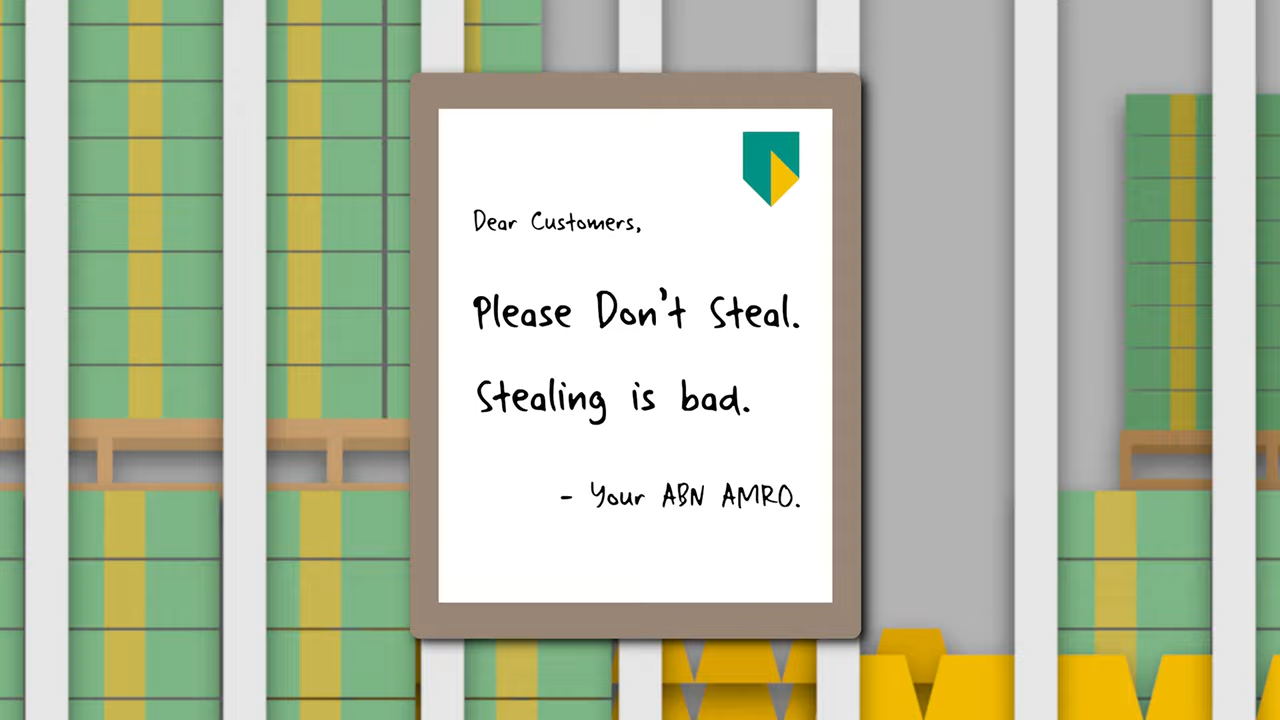 Dear Customers,
Please Don't Steal.
Stealing is bad.
- Your ABN AMRO.